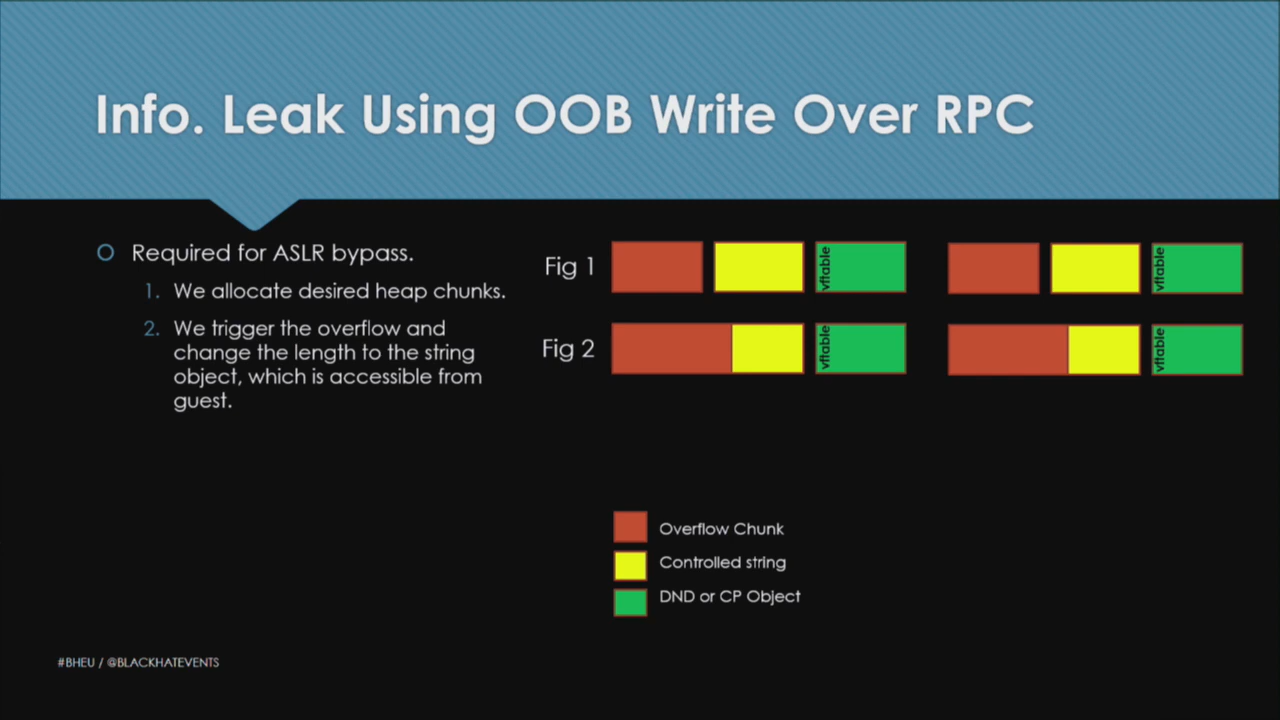 Info. Leak Using OOB Write Over RPC
Required for ASLR bypass.
1. We allocate desired heap chunks.
2. We trigger the overflow and
change the length to the string
object, which is accessible from
guest.
Fig 1
vftable
vftable
Fig 2
vftable
vftable
Overflow Chunk
Controlled string
DND or CP Object
#BHEU / @BLACKHATEVENTS